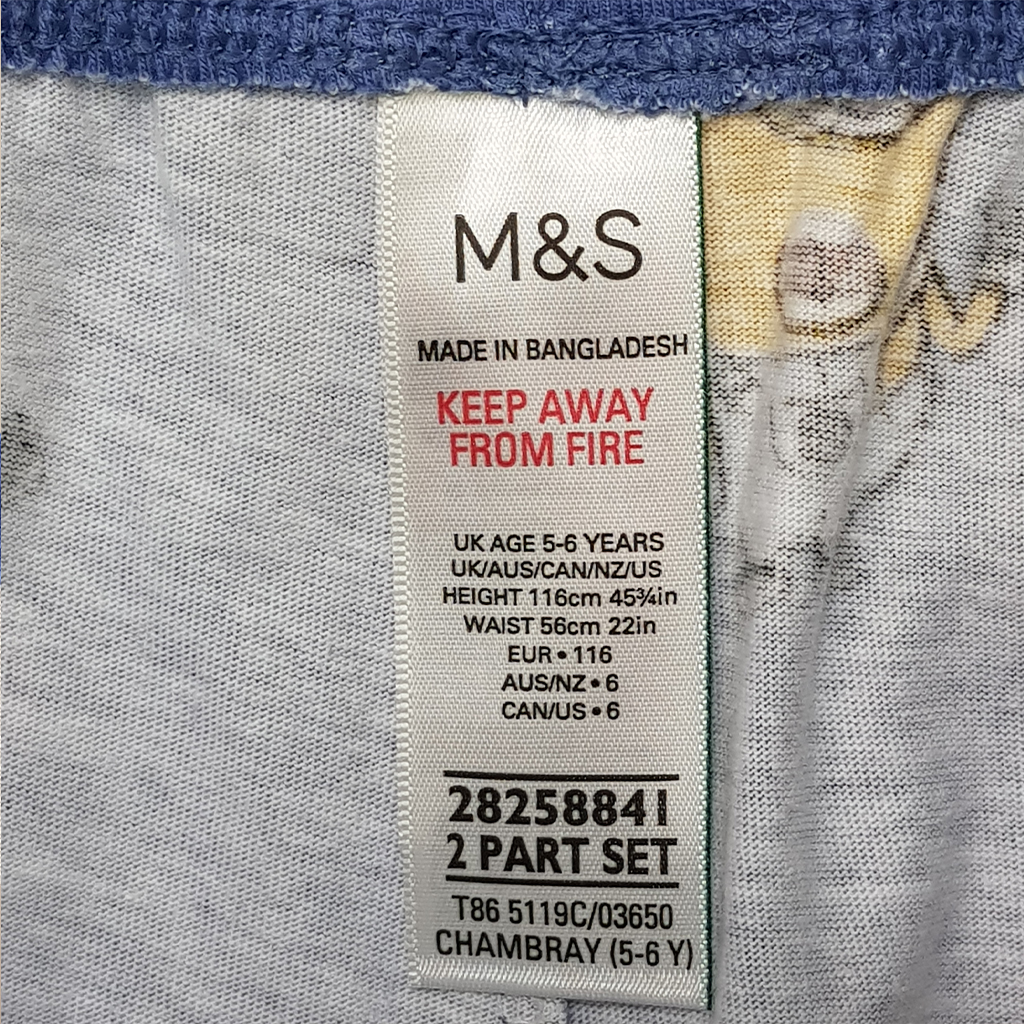 M&S
MADE IN BANGLADESH
KEEP AWAY
FROM FIRE
UK AGE 5-6 YEARS
UK/AUS/CAN/NZ/US
HEIGHT 116cm 45¾in
WAIST 56cm 22in
EUR • 116
AUS/NZ • 6
CAN/US • 6
28258841
2 PART SET
T86 5119C/03650
CHAMBRAY (5-6 Y)